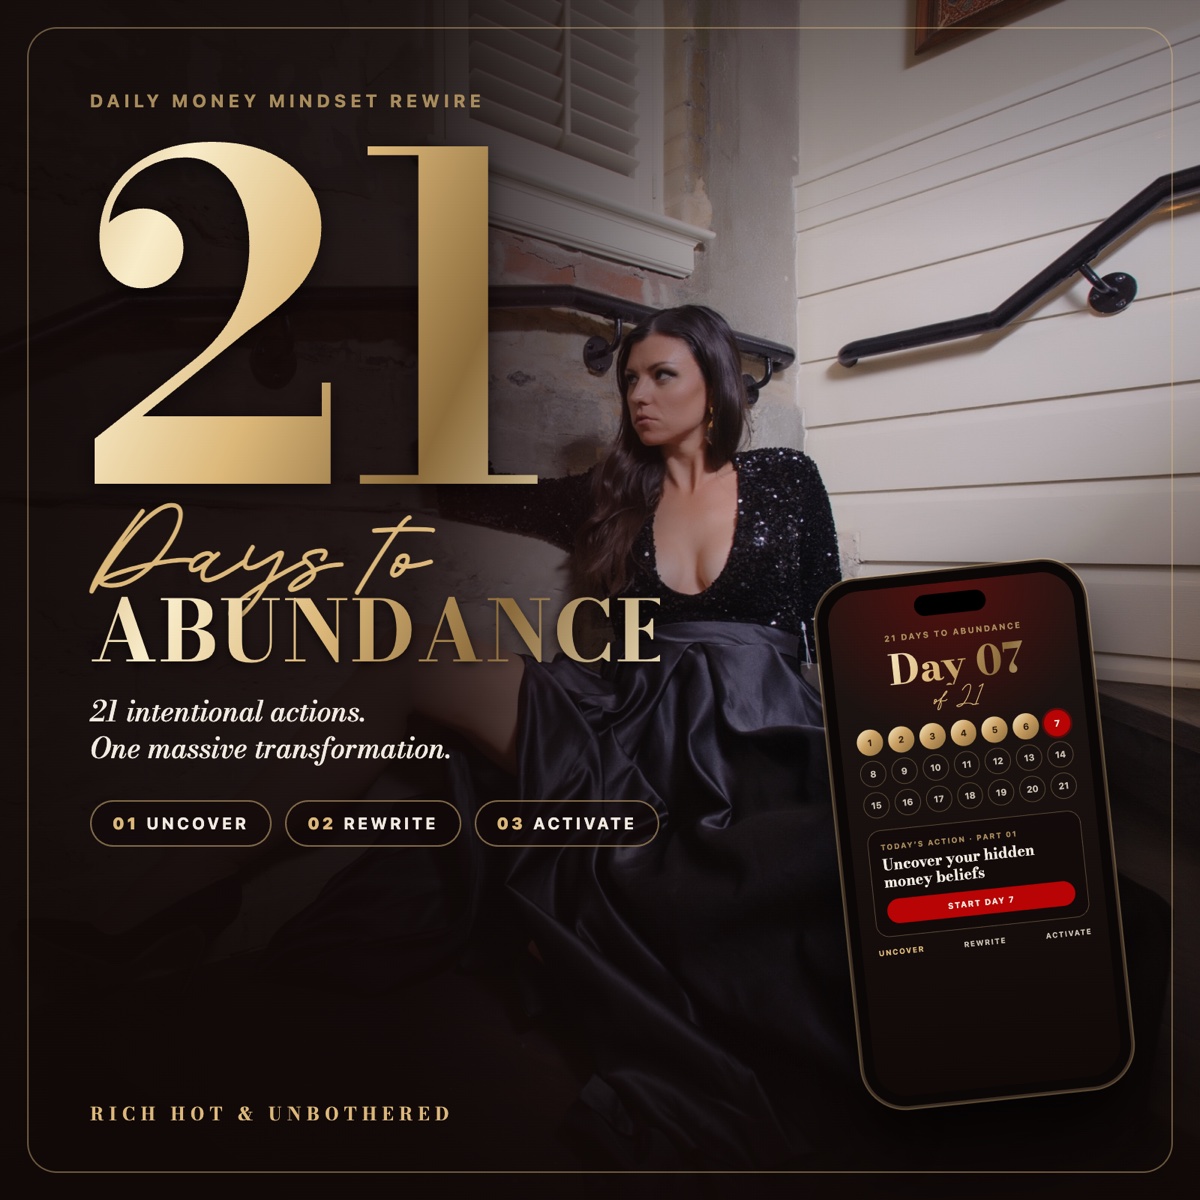 DAILY MONEY MINDSET REWIRE
21
Days to
ABUNDANCE
21 intentional actions.
One massive transformation.
01 UNCOVER 02 REWRITE 03 ACTIVATE
RICH HOT & UNBOTHERED
21 DAYS TO ABUNDANCE
Day 07
of 21
1 2 3 4 5 6 7
8 9 10 11 12 13 14
15 16 17 18 19 20 21
TODAY'S ACTION · PART 01
Uncover your hidden
money beliefs
START DAY 7
UNCOVER REWRITE ACTIVATE